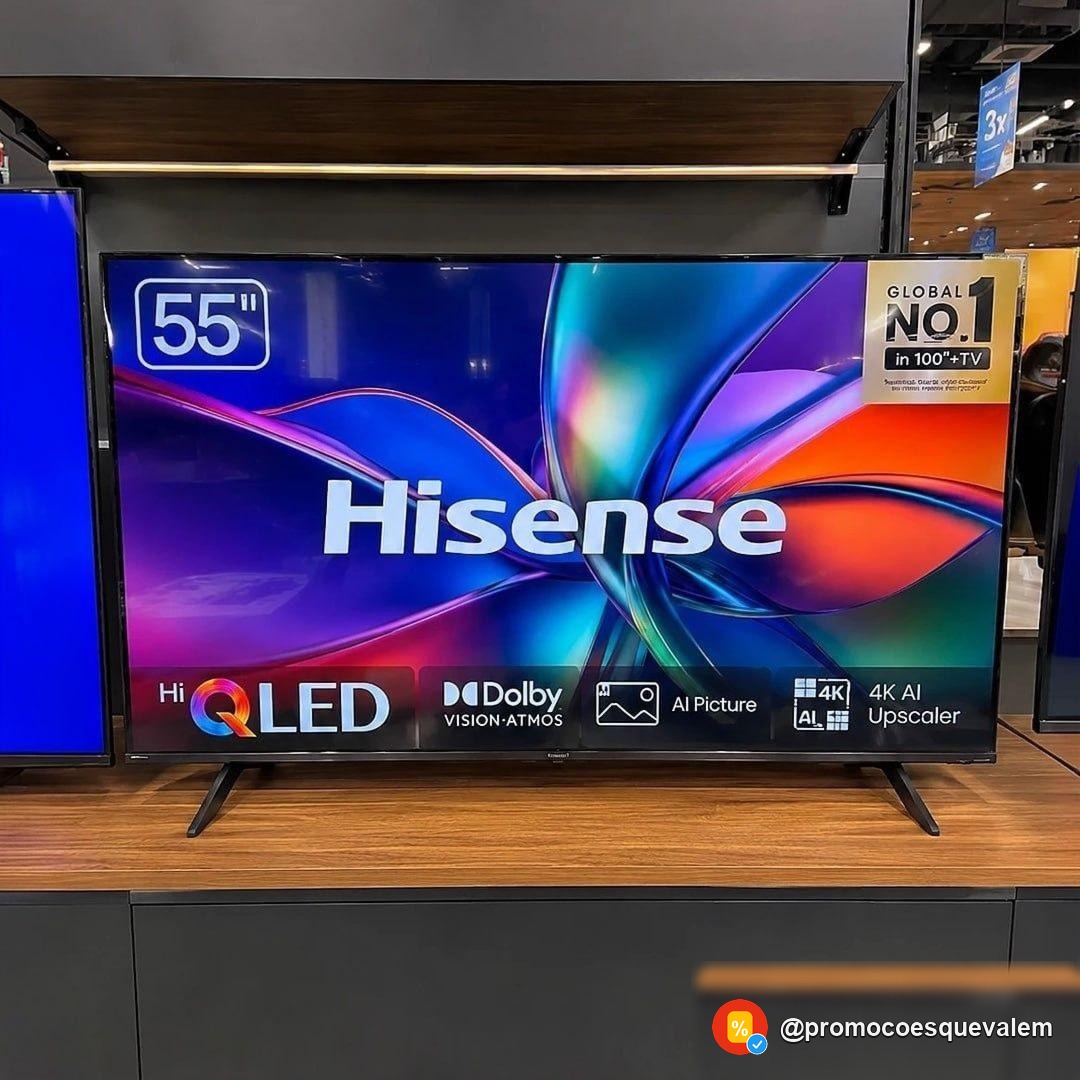 3x
55"
GLOBAL
NO.1
in 100"+TV
Hisense
Hi QLED
Dolby
VISION·ATMOS
AI Picture
4K
AI
4K AI
Upscaler
Hisense
@promocoesquevalem